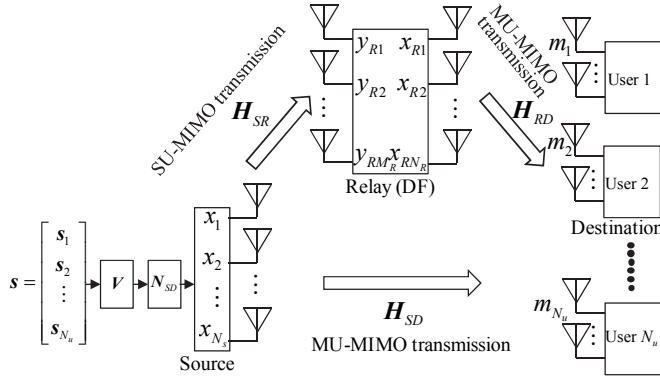 SU-MIMO transmission
H_SR
y_R1 x_R1
y_R2 x_R2
⋮ ⋮
y_RM_R x_RN_R
Relay (DF)
MU-MIMO
transmission
H_RD
m_1
User 1
m_2
User 2
Destination
m_N_u
User N_u
s = [ s_1 s_2 ⋮ s_N_u ]
V
N_SD
x_1
x_2
⋮
x_N_s
Source
H_SD
MU-MIMO transmission